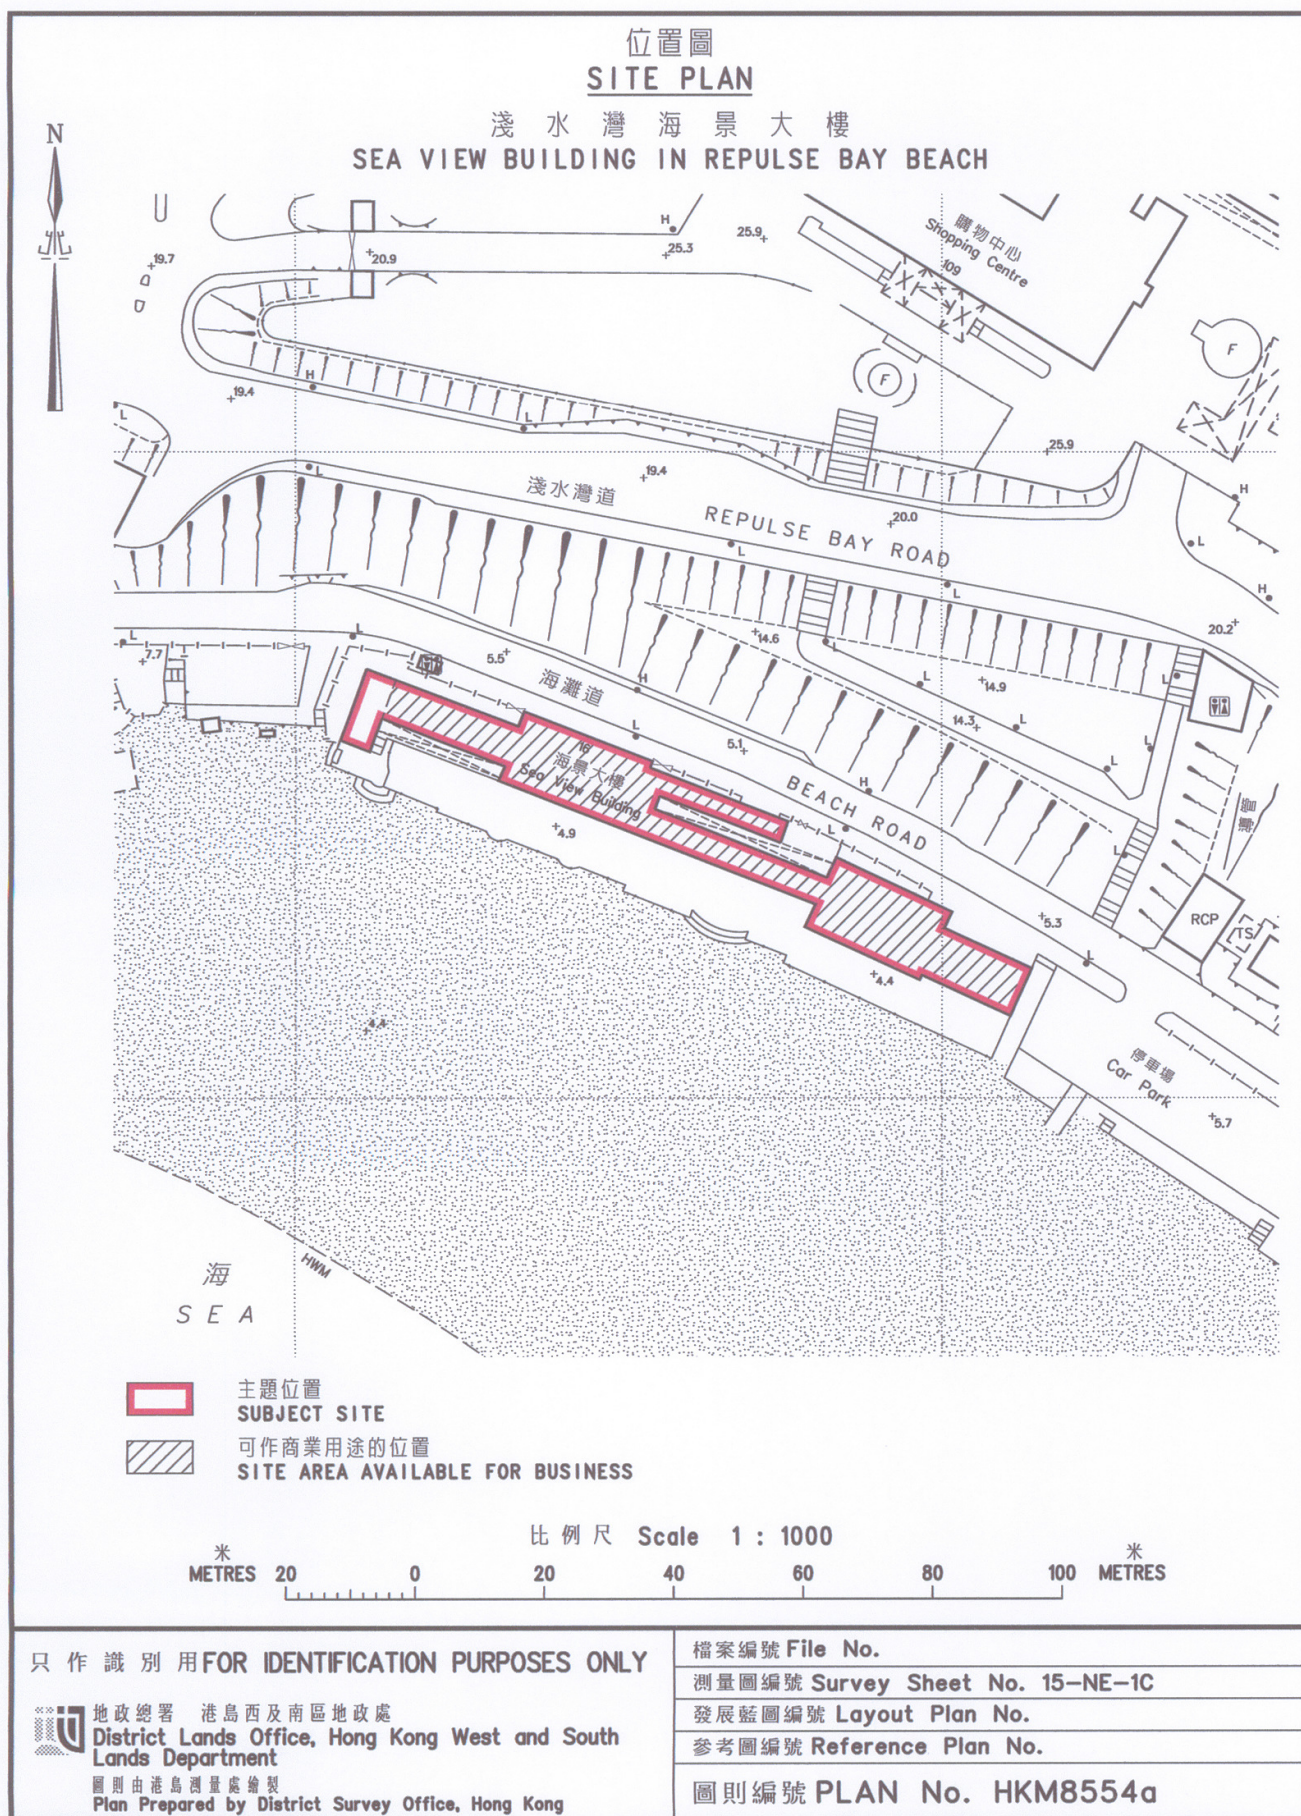 位置圖
SITE PLAN
淺水灣海景大樓
SEA VIEW BUILDING IN REPULSE BAY BEACH
N
H
25.9
25.3
購物中心
Shopping Centre
109
19.7
20.9
F
F
H
19.4
L
L
25.9
L
19.4
H
淺水灣道
REPULSE BAY ROAD
20.0
L
L
L
H
14.6
20.2
L
L
7.7
L
5.5
L
14.9
L
海灘道
H
14.3
L
L
L
L
5.1
16
海景大樓
Sea View Building
H
BEACH ROAD
4.9
L
L
RCP
TS
5.3
L
4.4
4.4
停車場
Car Park
5.7
海
SEA
HWM
主題位置
SUBJECT SITE
可作商業用途的位置
SITE AREA AVAILABLE FOR BUSINESS
比例尺 Scale 1 : 1000
米 米
METRES 20 0 20 40 60 80 100 METRES
只作識別用 FOR IDENTIFICATION PURPOSES ONLY
地政總署 港島西及南區地政處
District Lands Office, Hong Kong West and South
Lands Department
圖則由港島測量處繪製
Plan Prepared by District Survey Office, Hong Kong
檔案編號 File No.
測量圖編號 Survey Sheet No. 15-NE-1C
發展藍圖編號 Layout Plan No.
參考圖編號 Reference Plan No.
圖則編號 PLAN No. HKM8554a